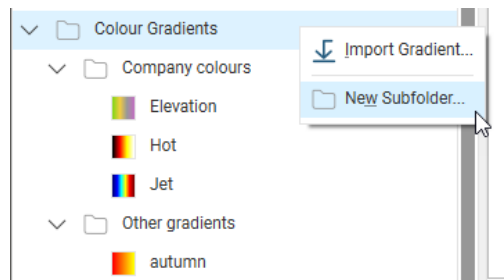 Colour Gradients
Import Gradient...
Company colours
New Subfolder...
Elevation
Hot
Jet
Other gradients
autumn